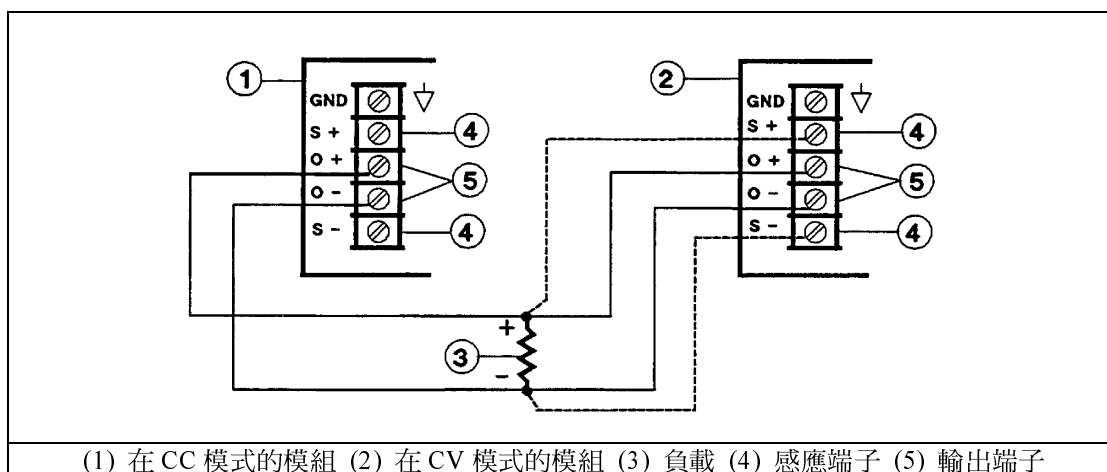 ①
GND
S +
O +
O -
S -
④
⑤
④
②
GND
S +
O +
O -
S -
④
⑤
④
+
③
-
(1) 在 CC 模式的模組 (2) 在 CV 模式的模組 (3) 負載 (4) 感應端子 (5) 輸出端子